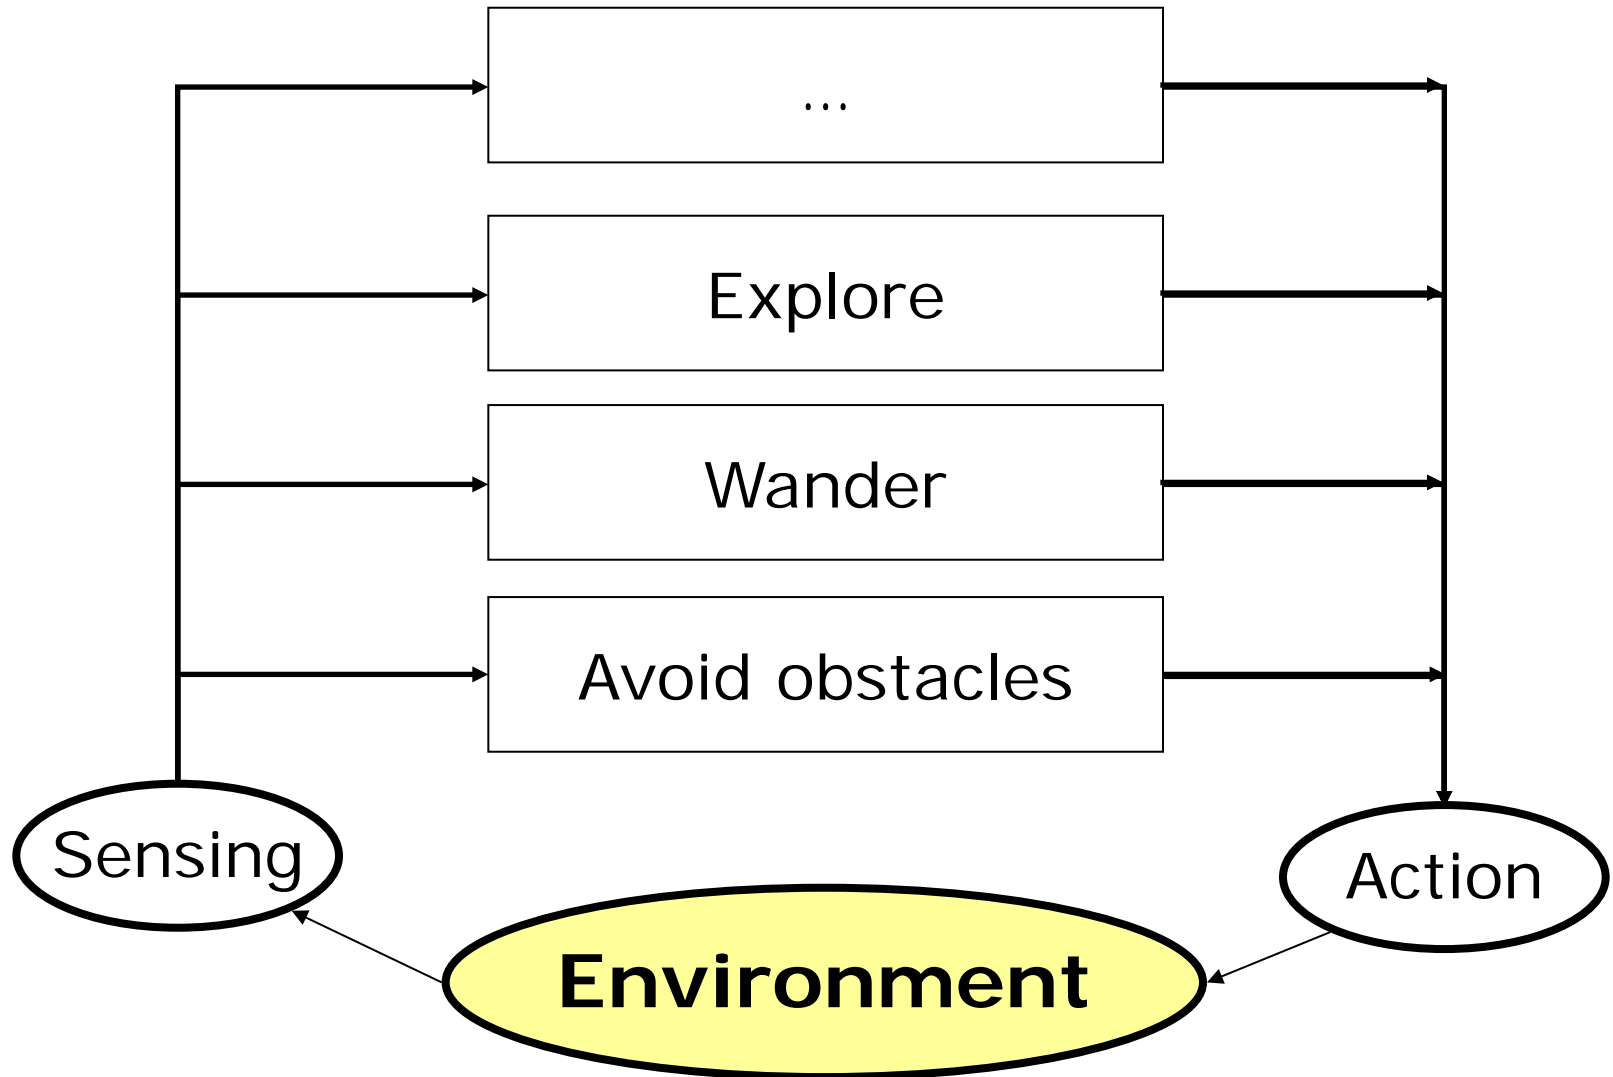 ...
Explore
Wander
Avoid obstacles
Sensing
Action
Environment